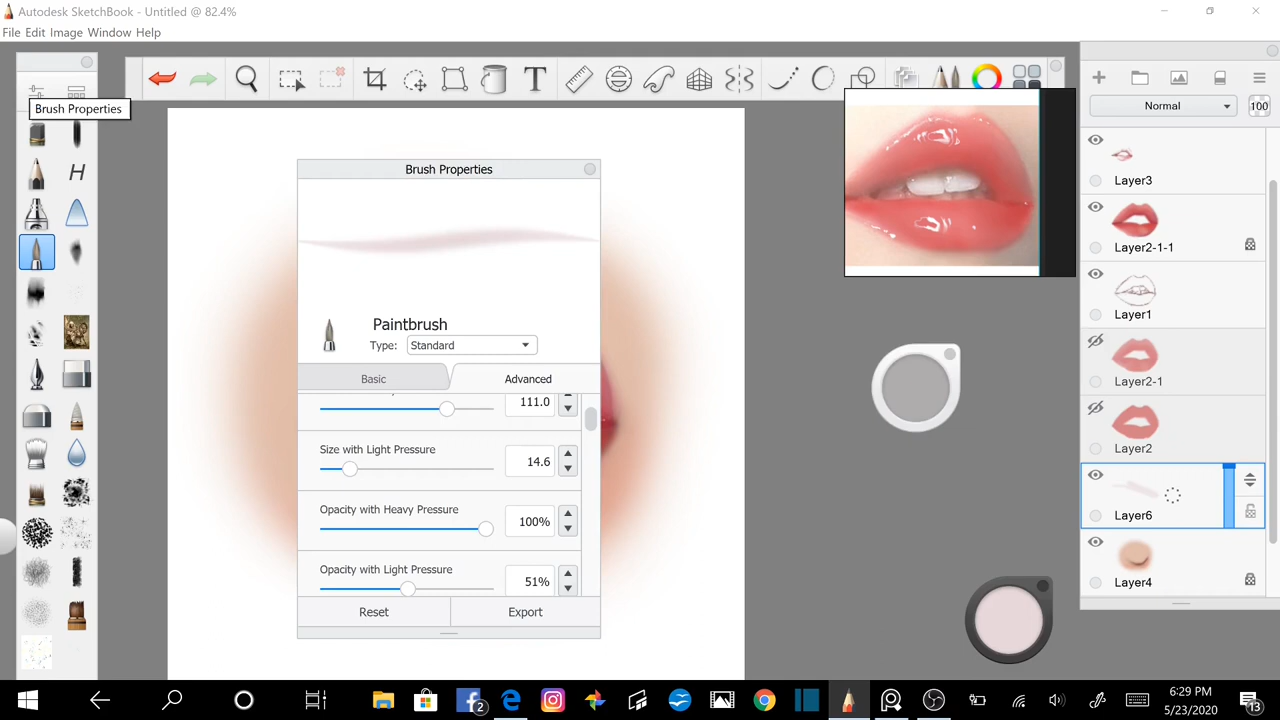 Autodesk SketchBook - Untitled @ 82.4%
File Edit Image Window Help
Brush Properties
H
T
Normal
100
Layer3
Layer2-1-1
Layer1
Layer2-1
Layer2
Layer6
Layer4
Brush Properties
Paintbrush
Type: Standard
Basic
Advanced
111.0
Size with Light Pressure
14.6
Opacity with Heavy Pressure
100%
Opacity with Light Pressure
51%
Reset
Export
2
6:29 PM
5/23/2020
13